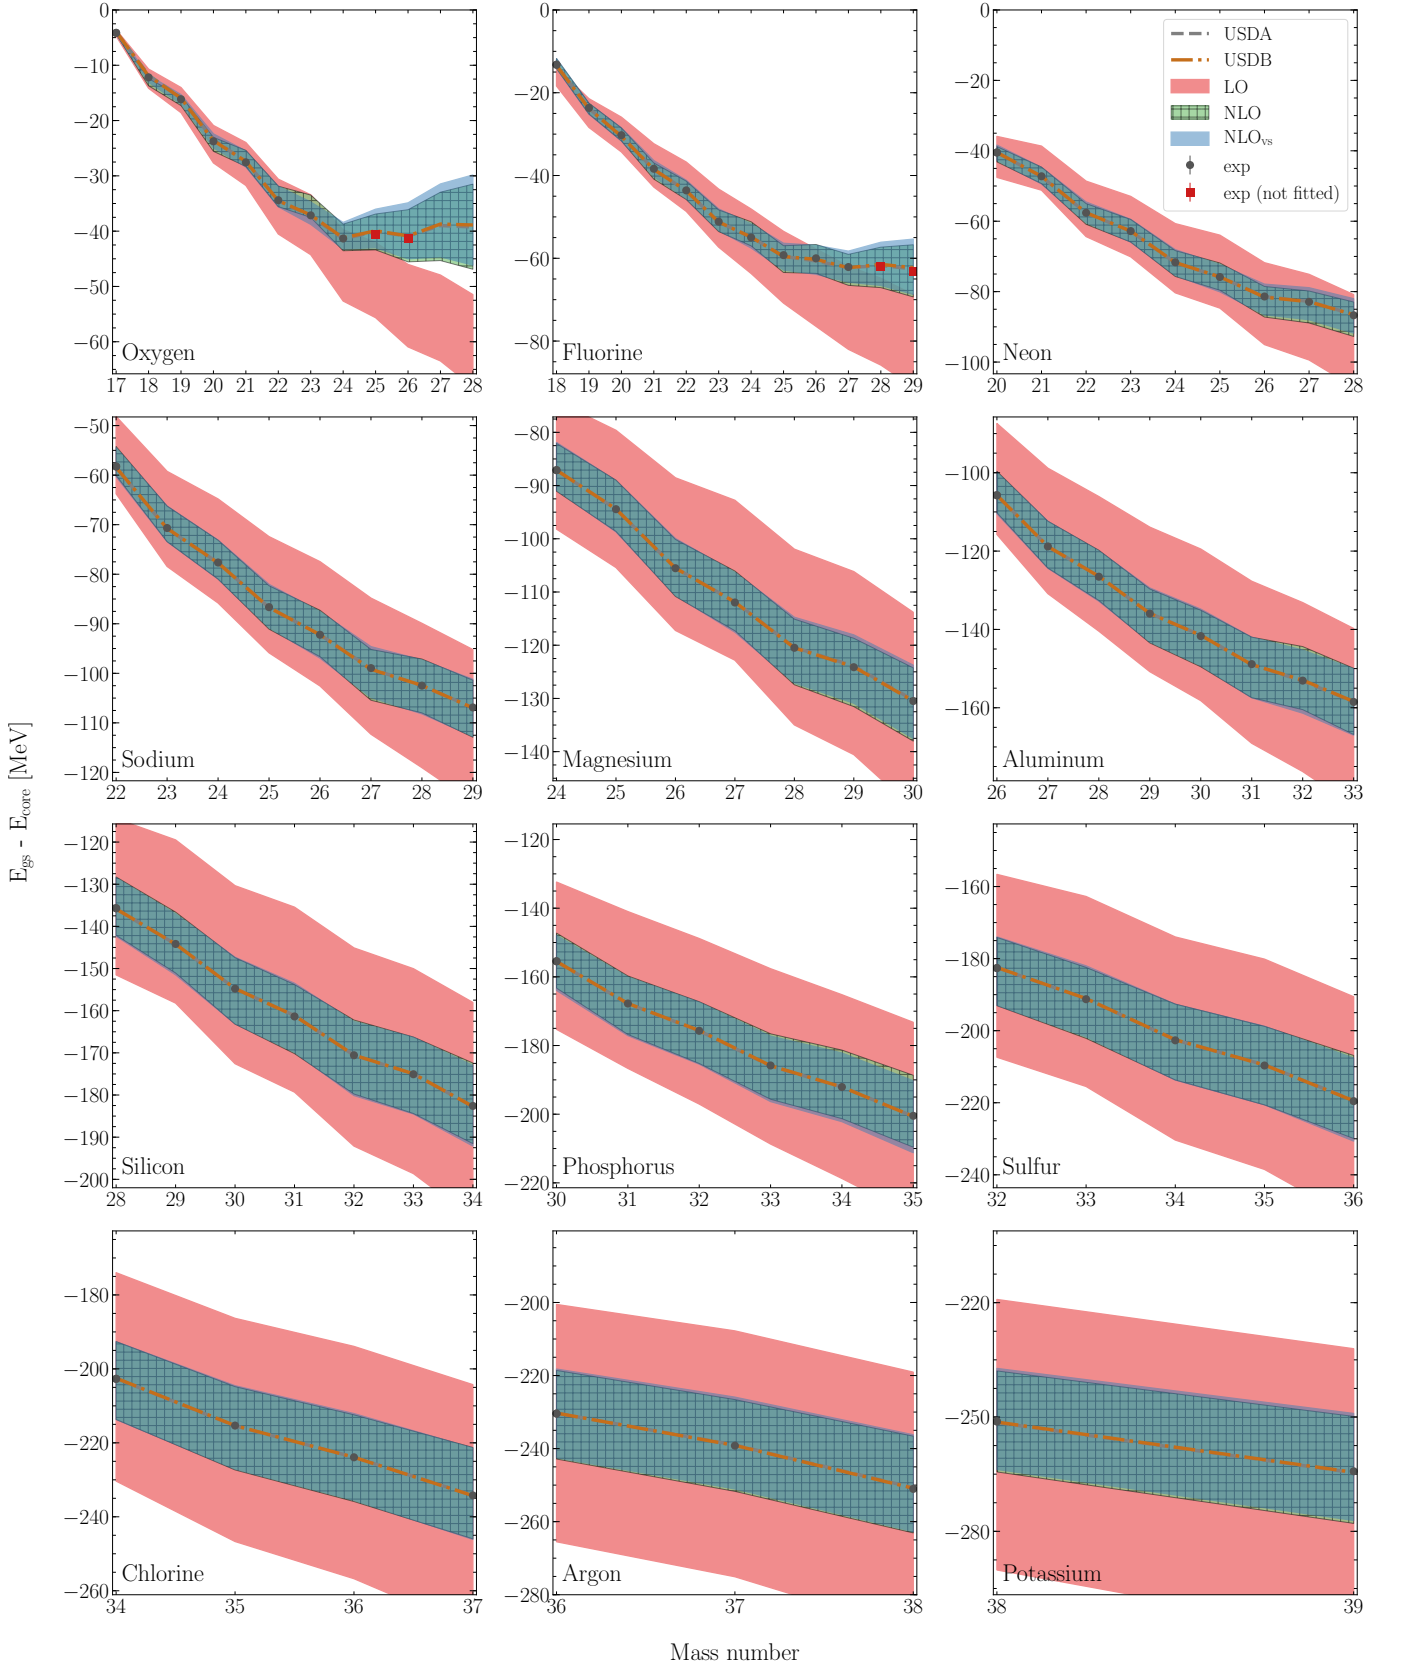 E_gs - E_core [MeV]
0
−10
−20
−30
−40
−50
−60
Oxygen
17 18 19 20 21 22 23 24 25 26 27 28
0
−20
−40
−60
−80
Fluorine
18 19 20 21 22 23 24 25 26 27 28 29
0
−20
−40
−60
−80
−100
USDA
USDB
LO
NLO
NLO_vs
exp
exp (not fitted)
Neon
20 21 22 23 24 25 26 27 28
−50
−60
−70
−80
−90
−100
−110
−120
Sodium
22 23 24 25 26 27 28 29
−80
−90
−100
−110
−120
−130
−140
Magnesium
24 25 26 27 28 29 30
−100
−120
−140
−160
Aluminum
26 27 28 29 30 31 32 33
−120
−130
−140
−150
−160
−170
−180
−190
−200
Silicon
28 29 30 31 32 33 34
−120
−140
−160
−180
−200
−220
Phosphorus
30 31 32 33 34 35
−160
−180
−200
−220
−240
Sulfur
32 33 34 35 36
−180
−200
−220
−240
−260
Chlorine
34 35 36 37
−200
−220
−240
−260
−280
Argon
36 37 38
−220
−250
−280
Potassium
38 39
Mass number